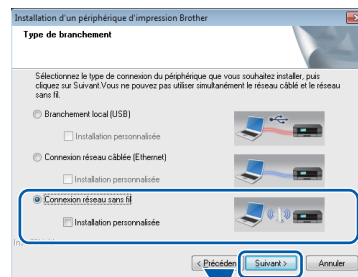 Installation d'un périphérique d'impression Brother
Type de branchement
Sélectionnez le type de connexion du périphérique que vous souhaitez installer, puis
cliquez sur Suivant.Vous ne pouvez pas utiliser simultanément le réseau câblé et le réseau
sans fil.
Branchement local (USB)
Installation personnalisée
Connexion réseau câblée (Ethernet)
Installation personnalisée
Connexion réseau sans fil
Installation personnalisée
< Précéden
Suivant >
Annuler